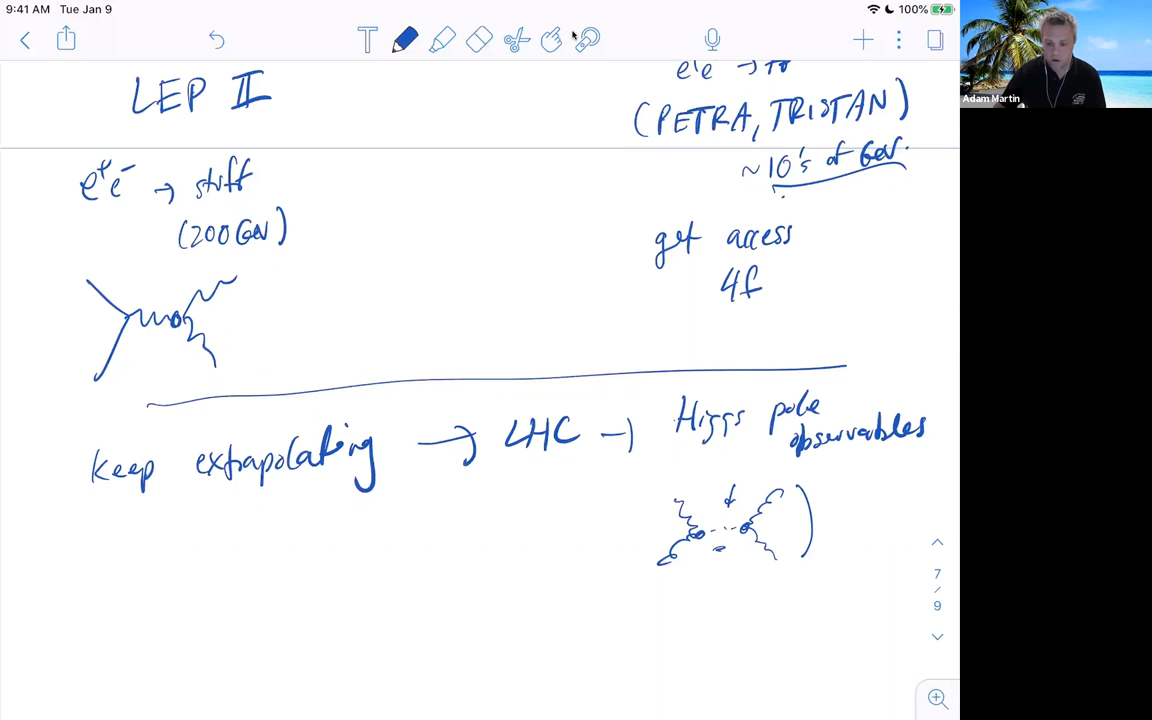 9:41 AM Tue Jan 9
100%
Adam Martin
LEP II
e+e- →
(PETRA, TRISTAN)
~10's of GeV.
e+e- → stuff
(200 GeV)
get access
4f
keep extrapolating → LHC → Higgs pole
observables
)
7
/
9